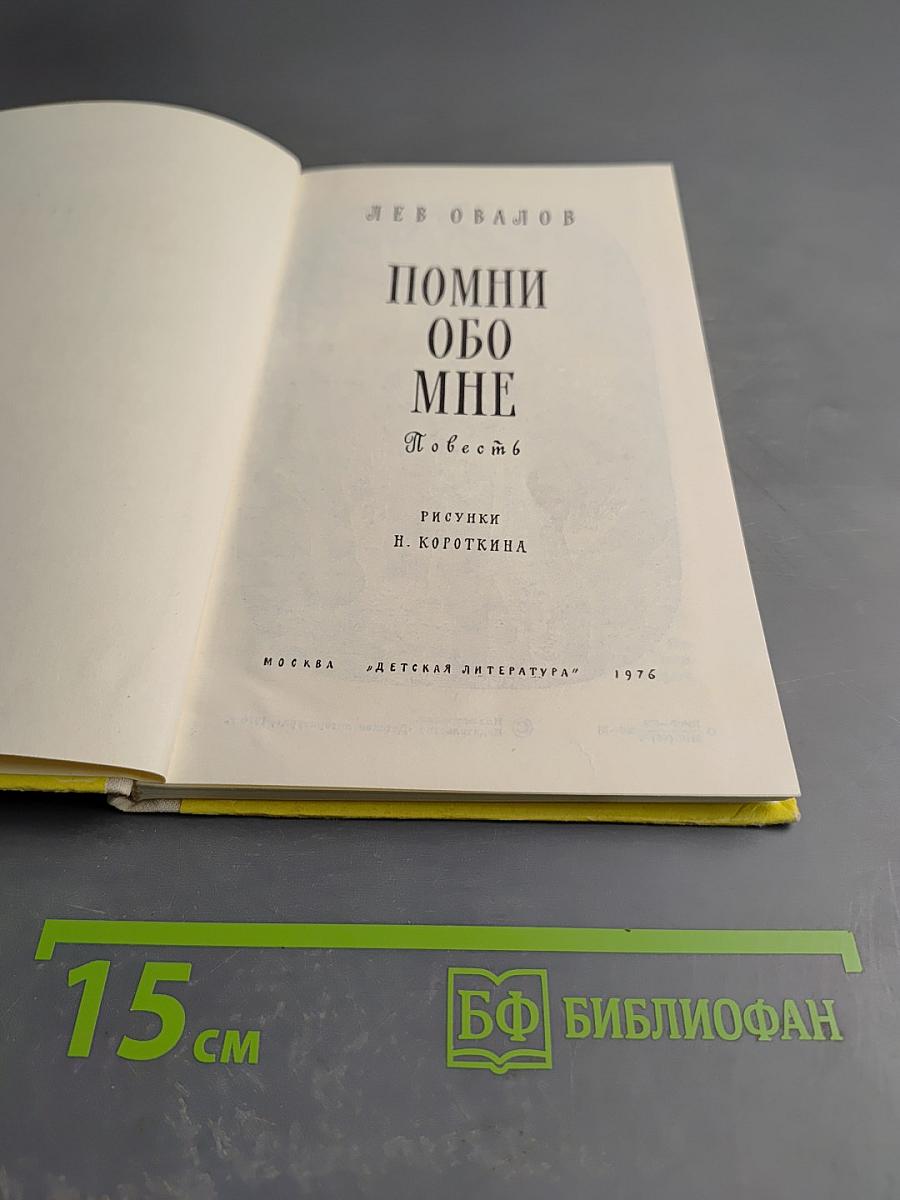 ЛЕВ ОВАЛОВ
ПОМНИ
ОБО
МНЕ
Повесть
РИСУНКИ
Н. КОРОТКИНА
МОСКВА „ДЕТСКАЯ ЛИТЕРАТУРА" 1976
15 см
БФ БИБЛИОФАН